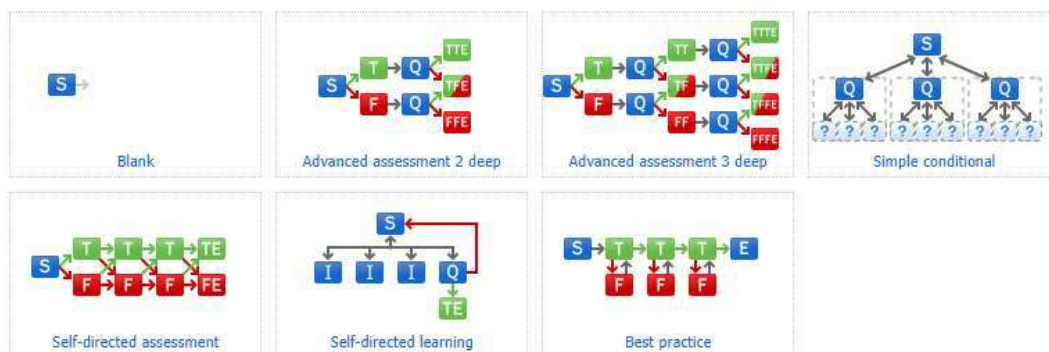 S
Blank
S T Q TTE
TFE
F Q FFE
Advanced assessment 2 deep
S T Q TT Q TTTE
TTFE
F Q TF Q TFFE
FF Q FFFE
Advanced assessment 3 deep
S
Q Q Q
? ? ? ? ? ? ? ? ?
Simple conditional
S T T T TE
F F F FE
Self-directed assessment
S
I I I Q
TE
Self-directed learning
S T T T E
F F F
Best practice